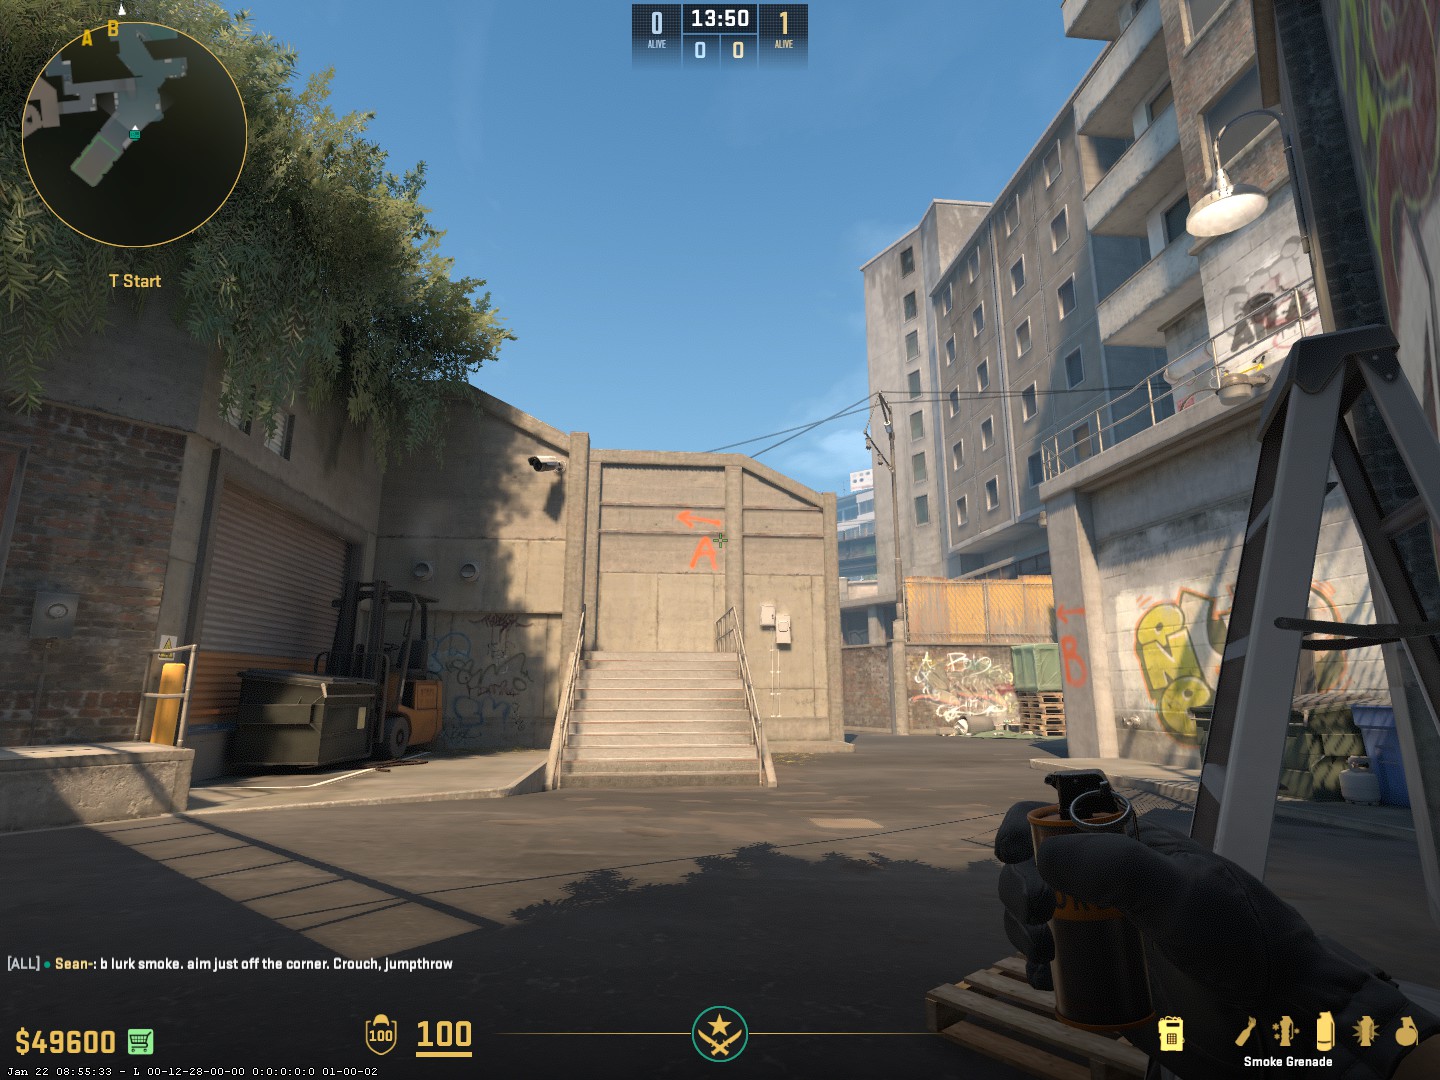 A
B
0
13:50
1
ALIVE
0
0
ALIVE
T Start
A
B
[ALL] • Sean-: b lurk smoke. aim just off the corner. Crouch, jumpthrow
$49600
100
100
Smoke Grenade
Jan 22 08:55:33 - L 00-12-28-00-00 0:0:0:0:0 01-00-02